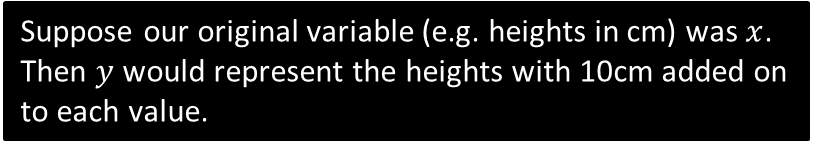 Suppose our original variable (e.g. heights in cm) was x.
Then y would represent the heights with 10cm added on
to each value.